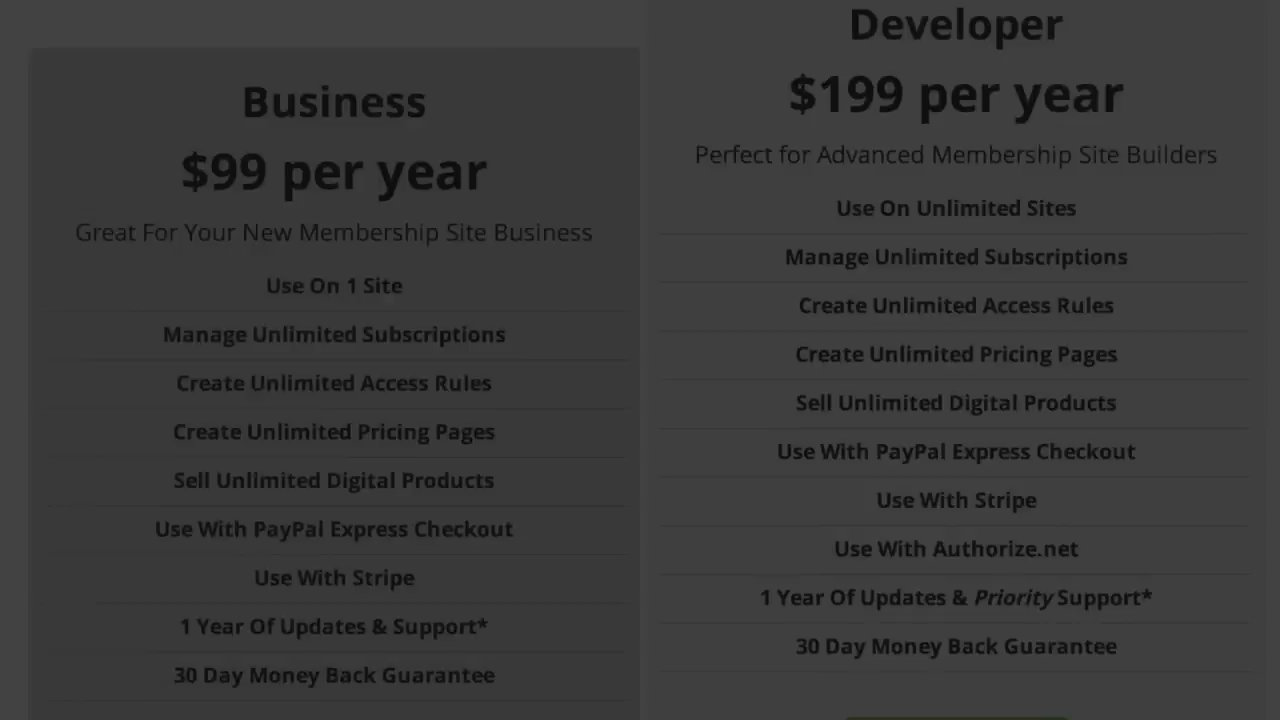 Business
$99 per year
Great For Your New Membership Site Business
Use On 1 Site
Manage Unlimited Subscriptions
Create Unlimited Access Rules
Create Unlimited Pricing Pages
Sell Unlimited Digital Products
Use With PayPal Express Checkout
Use With Stripe
1 Year Of Updates & Support*
30 Day Money Back Guarantee
Developer
$199 per year
Perfect for Advanced Membership Site Builders
Use On Unlimited Sites
Manage Unlimited Subscriptions
Create Unlimited Access Rules
Create Unlimited Pricing Pages
Sell Unlimited Digital Products
Use With PayPal Express Checkout
Use With Stripe
Use With Authorize.net
1 Year Of Updates & Priority Support*
30 Day Money Back Guarantee